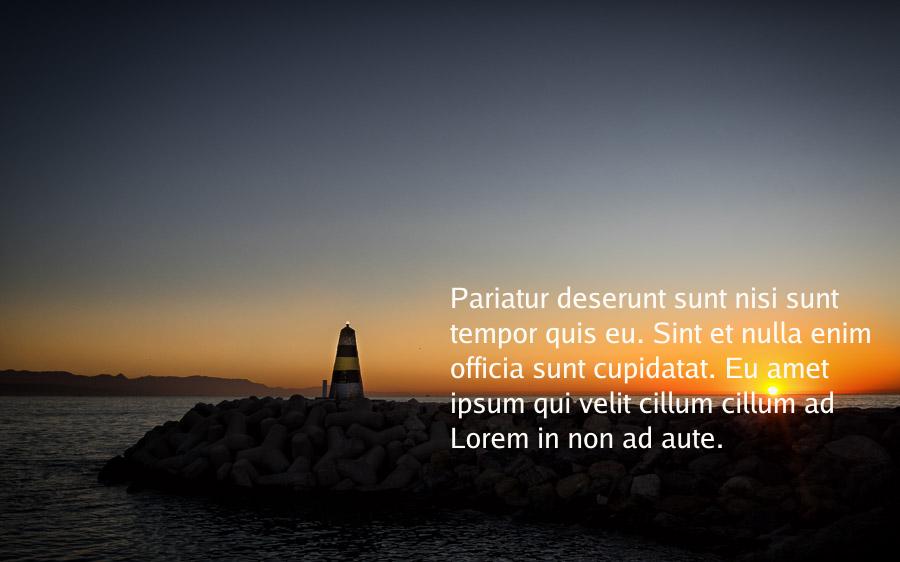 Pariatur deserunt sunt nisi sunt
tempor quis eu. Sint et nulla enim
officia sunt cupidatat. Eu amet
ipsum qui velit cillum cillum ad
Lorem in non ad aute.